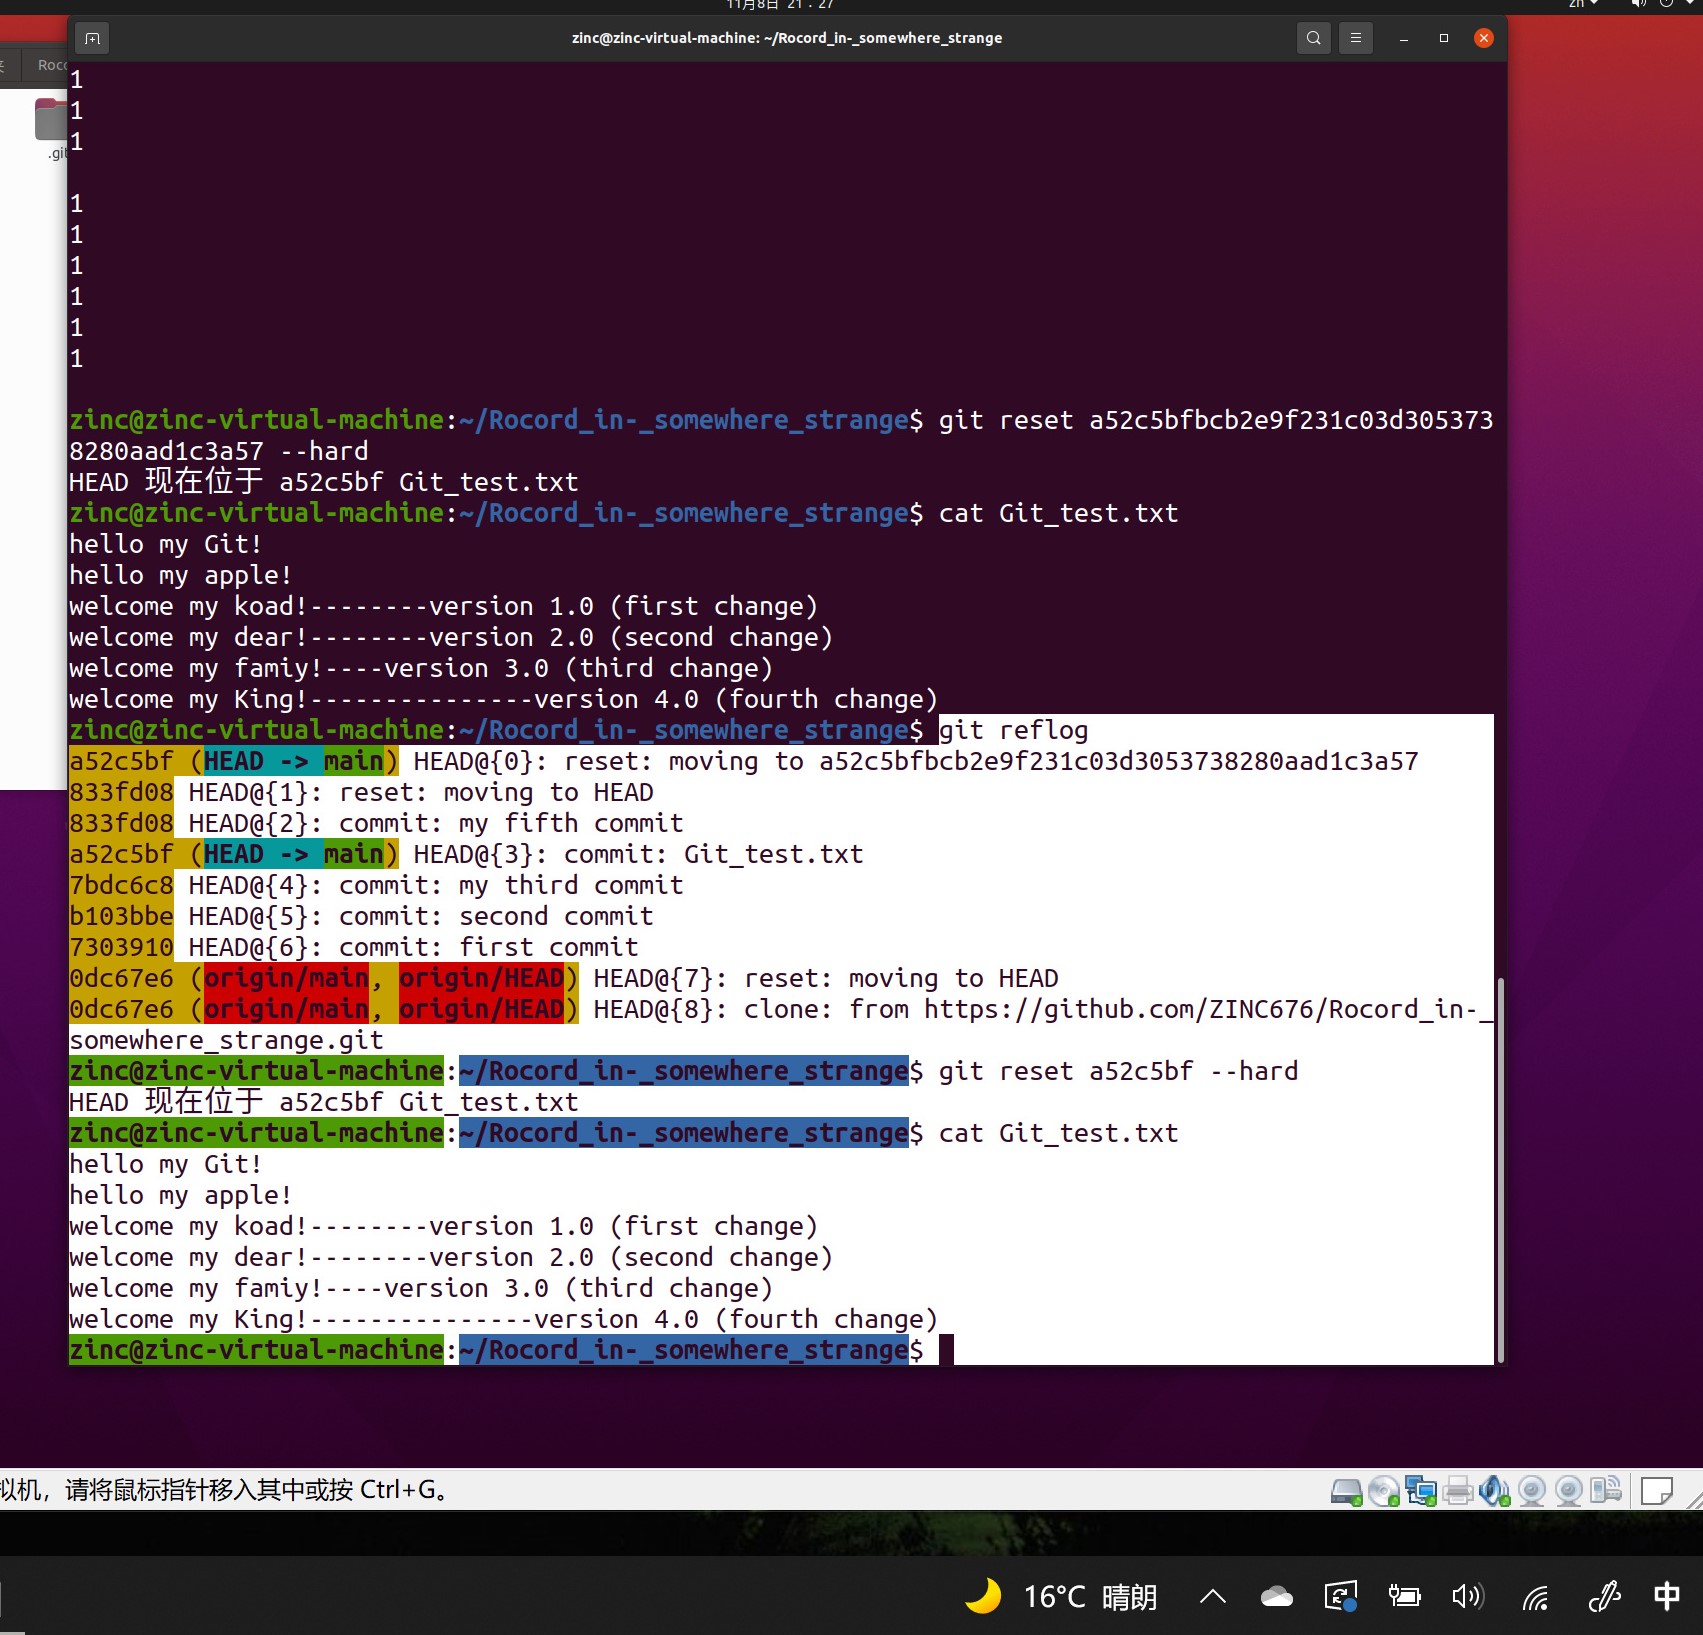 11月8日 21：27
zh
zinc@zinc-virtual-machine: ~/Rocord_in-_somewhere_strange
Roco
.git
1
1
1
1
1
1
1
1
1
zinc@zinc-virtual-machine:~/Rocord_in-_somewhere_strange$ git reset a52c5bfbcb2e9f231c03d305373
8280aad1c3a57 --hard
HEAD 现在位于 a52c5bf Git_test.txt
zinc@zinc-virtual-machine:~/Rocord_in-_somewhere_strange$ cat Git_test.txt
hello my Git!
hello my apple!
welcome my koad!--------version 1.0 (first change)
welcome my dear!--------version 2.0 (second change)
welcome my famiy!----version 3.0 (third change)
welcome my King!---------------version 4.0 (fourth change)
zinc@zinc-virtual-machine:~/Rocord_in-_somewhere_strange$ git reflog
a52c5bf (HEAD -> main) HEAD@{0}: reset: moving to a52c5bfbcb2e9f231c03d3053738280aad1c3a57
833fd08 HEAD@{1}: reset: moving to HEAD
833fd08 HEAD@{2}: commit: my fifth commit
a52c5bf (HEAD -> main) HEAD@{3}: commit: Git_test.txt
7bdc6c8 HEAD@{4}: commit: my third commit
b103bbe HEAD@{5}: commit: second commit
7303910 HEAD@{6}: commit: first commit
0dc67e6 (origin/main, origin/HEAD) HEAD@{7}: reset: moving to HEAD
0dc67e6 (origin/main, origin/HEAD) HEAD@{8}: clone: from https://github.com/ZINC676/Rocord_in-_
somewhere_strange.git
zinc@zinc-virtual-machine:~/Rocord_in-_somewhere_strange$ git reset a52c5bf --hard
HEAD 现在位于 a52c5bf Git_test.txt
zinc@zinc-virtual-machine:~/Rocord_in-_somewhere_strange$ cat Git_test.txt
hello my Git!
hello my apple!
welcome my koad!--------version 1.0 (first change)
welcome my dear!--------version 2.0 (second change)
welcome my famiy!----version 3.0 (third change)
welcome my King!---------------version 4.0 (fourth change)
zinc@zinc-virtual-machine:~/Rocord_in-_somewhere_strange$
拟机，请将鼠标指针移入其中或按 Ctrl+G。
16°C 晴朗
中